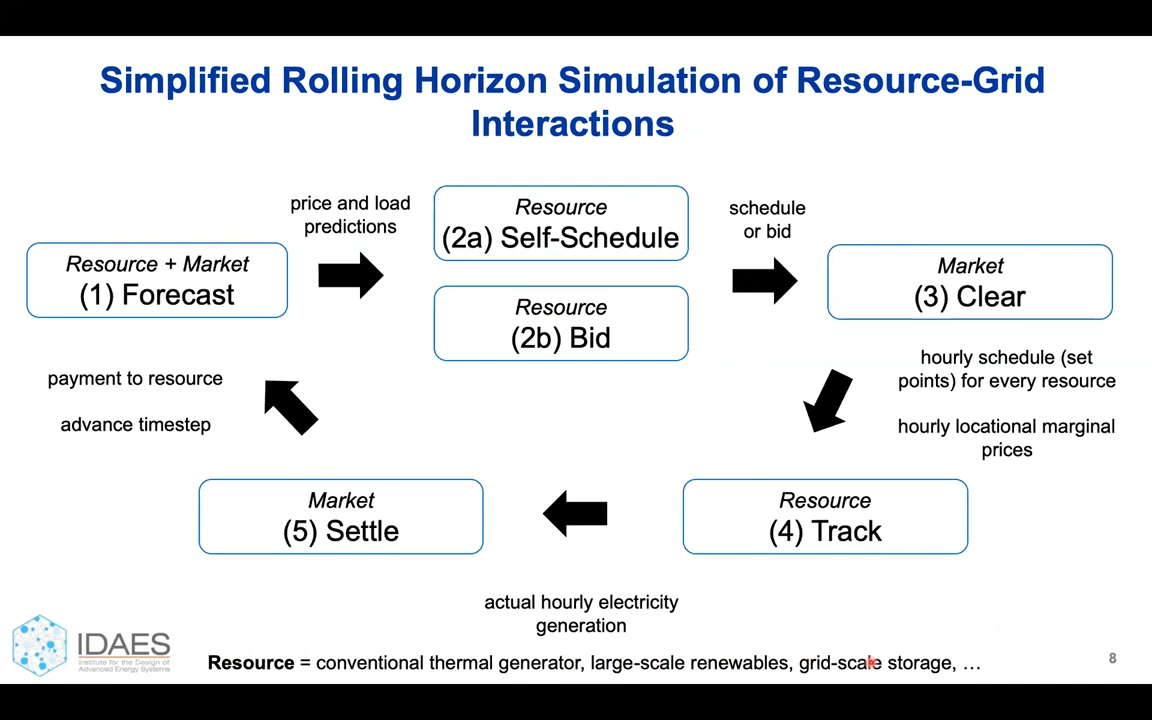 Simplified Rolling Horizon Simulation of Resource-Grid
Interactions
price and load
predictions
Resource
(2a) Self-Schedule
schedule
or bid
Resource + Market
(1) Forecast
Market
(3) Clear
Resource
(2b) Bid
hourly schedule (set
points) for every resource
payment to resource
advance timestep
hourly locational marginal
prices
Market
(5) Settle
Resource
(4) Track
actual hourly electricity
generation
IDAES
Institute for the Design of
Advanced Energy Systems
Resource = conventional thermal generator, large-scale renewables, grid-scale storage, …
8